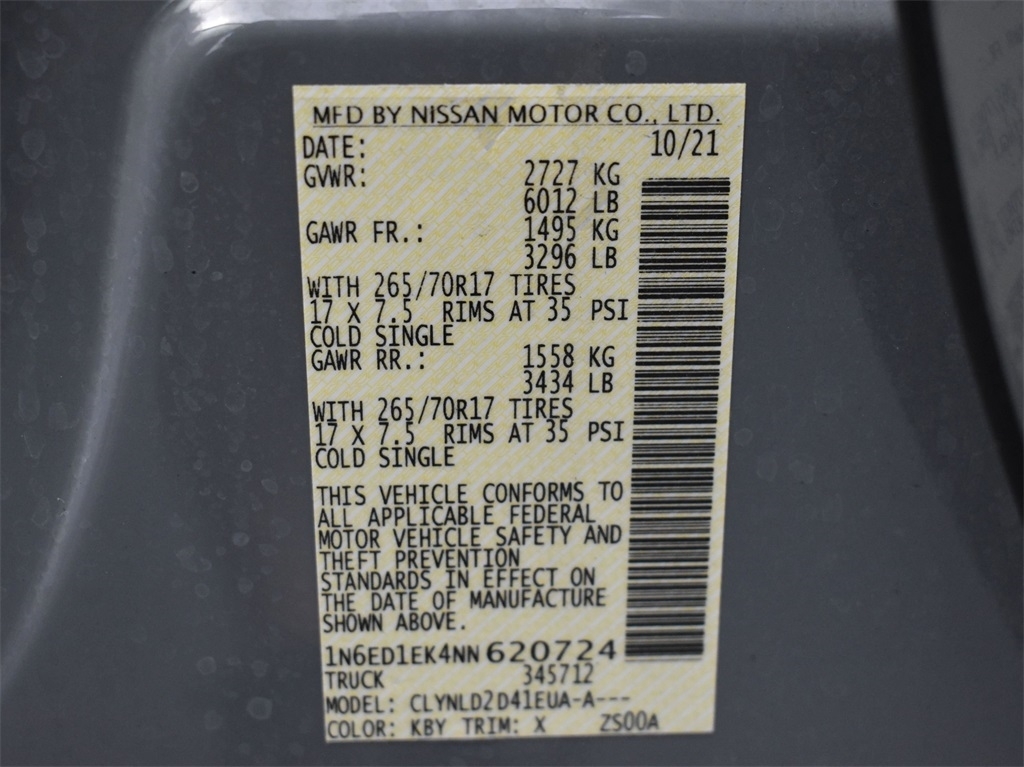 MFD BY NISSAN MOTOR CO., LTD.
DATE: 10/21
GVWR: 2727 KG
6012 LB
GAWR FR.: 1495 KG
3296 LB
WITH 265/70R17 TIRES
17 X 7.5 RIMS AT 35 PSI
COLD SINGLE
GAWR RR.: 1558 KG
3434 LB
WITH 265/70R17 TIRES
17 X 7.5 RIMS AT 35 PSI
COLD SINGLE
THIS VEHICLE CONFORMS TO
ALL APPLICABLE FEDERAL
MOTOR VEHICLE SAFETY AND
THEFT PREVENTION
STANDARDS IN EFFECT ON
THE DATE OF MANUFACTURE
SHOWN ABOVE.
1N6ED1EK4NN620724
TRUCK 345712
MODEL: CLYNLD2D41EUA-A---
COLOR: KBY TRIM: X ZS00A